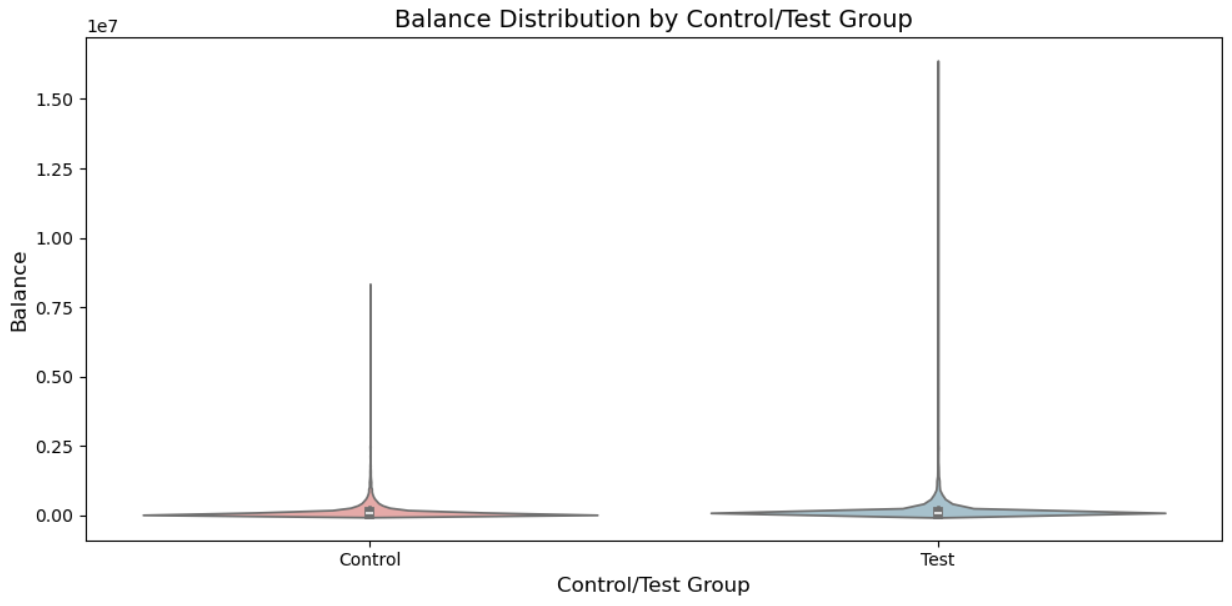 Balance Distribution by Control/Test Group
1e7
1.50
1.25
1.00
0.75
0.50
0.25
0.00
Balance
Control
Test
Control/Test Group